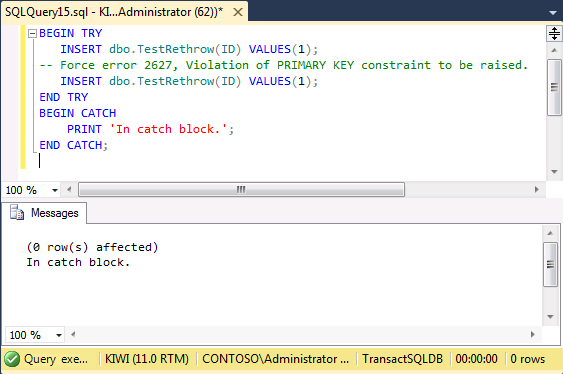 SQLQuery15.sql - KI...Administrator (62))*
BEGIN TRY
INSERT dbo.TestRethrow(ID) VALUES(1);
-- Force error 2627, Violation of PRIMARY KEY constraint to be raised.
INSERT dbo.TestRethrow(ID) VALUES(1);
END TRY
BEGIN CATCH
PRINT 'In catch block.';
END CATCH;
100 %
Messages
(0 row(s) affected)
In catch block.
100 %
Query exe... KIWI (11.0 RTM) CONTOSO\Administrator ... TransactSQLDB 00:00:00 0 rows